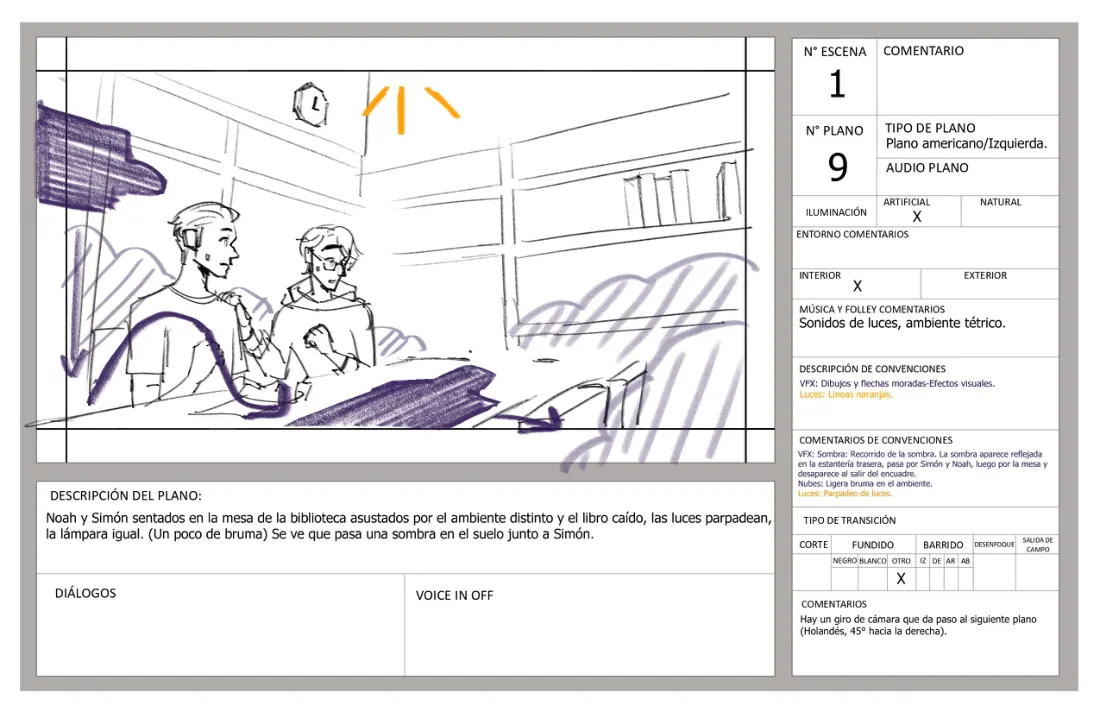 N° ESCENA
1
COMENTARIO
N° PLANO
9
TIPO DE PLANO
Plano americano/Izquierda.
AUDIO PLANO
ILUMINACIÓN
ARTIFICIAL
X
NATURAL
ENTORNO COMENTARIOS
INTERIOR
X
EXTERIOR
MÚSICA Y FOLLEY COMENTARIOS
Sonidos de luces, ambiente tétrico.
DESCRIPCIÓN DE CONVENCIONES
VFX: Dibujos y flechas moradas-Efectos visuales.
Luces: Lineas naranjas.
COMENTARIOS DE CONVENCIONES
VFX: Sombra: Recorrido de la sombra. La sombra aparece reflejada
en la estantería trasera, pasa por Simón y Noah, luego por la mesa y
desaparece al salir del encuadre.
Nubes: Ligera bruma en el ambiente.
Luces: Parpadeo de luces.
TIPO DE TRANSICIÓN
CORTE
FUNDIDO
BARRIDO
DESENFOQUE
SALIDA DE
CAMPO
NEGRO BLANCO OTRO IZ DE AR AB
X
COMENTARIOS
Hay un giro de cámara que da paso al siguiente plano
(Holandés, 45° hacia la derecha).
DESCRIPCIÓN DEL PLANO:
Noah y Simón sentados en la mesa de la biblioteca asustados por el ambiente distinto y el libro caído, las luces parpadean,
la lámpara igual. (Un poco de bruma) Se ve que pasa una sombra en el suelo junto a Simón.
DIÁLOGOS
VOICE IN OFF